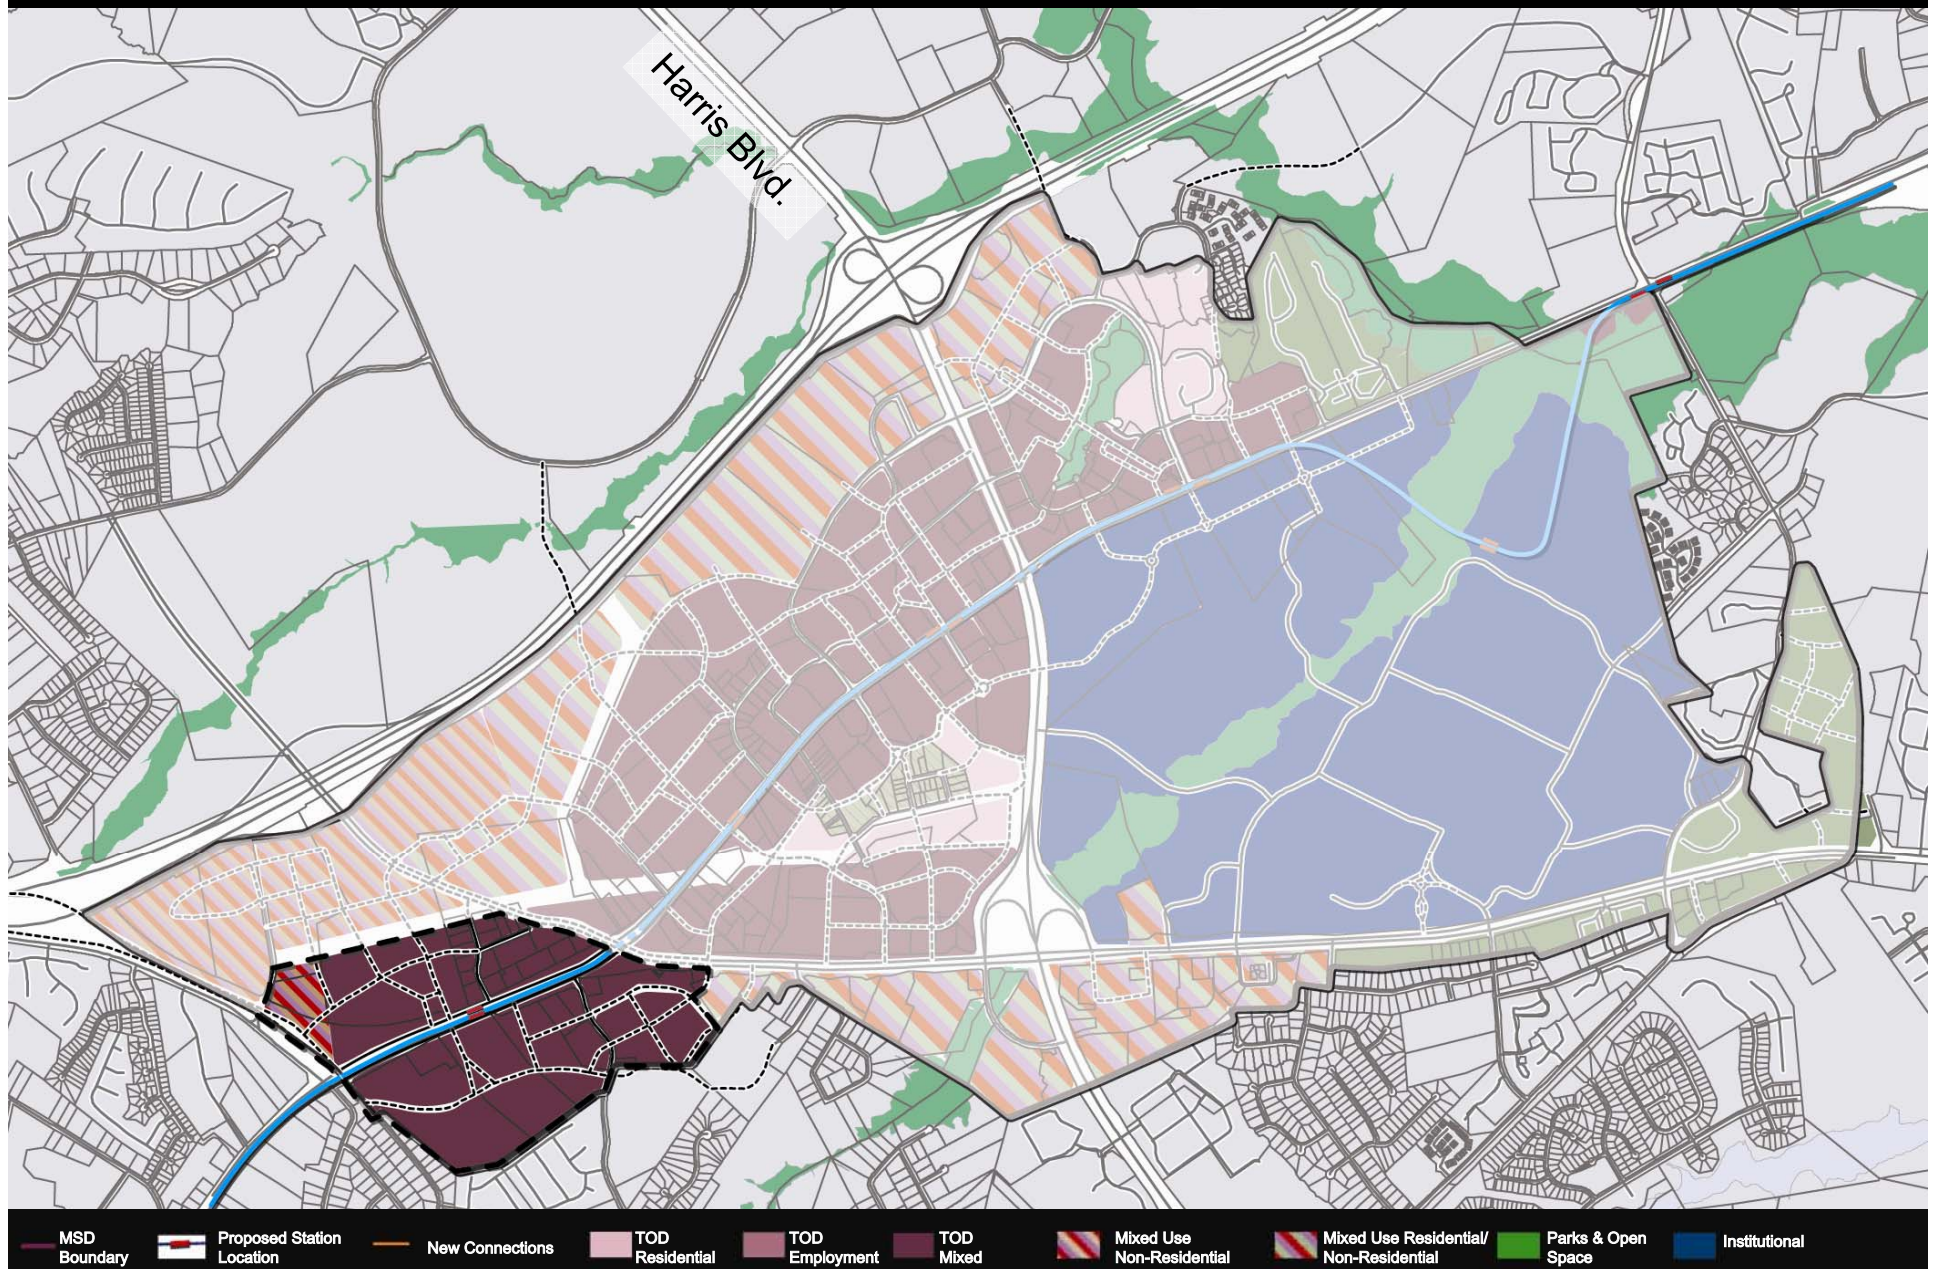 Harris Blvd.
MSD
Boundary
Proposed Station
Location
New Connections
TOD
Residential
TOD
Employment
TOD
Mixed
Mixed Use
Non-Residential
Mixed Use Residential/
Non-Residential
Parks & Open
Space
Institutional